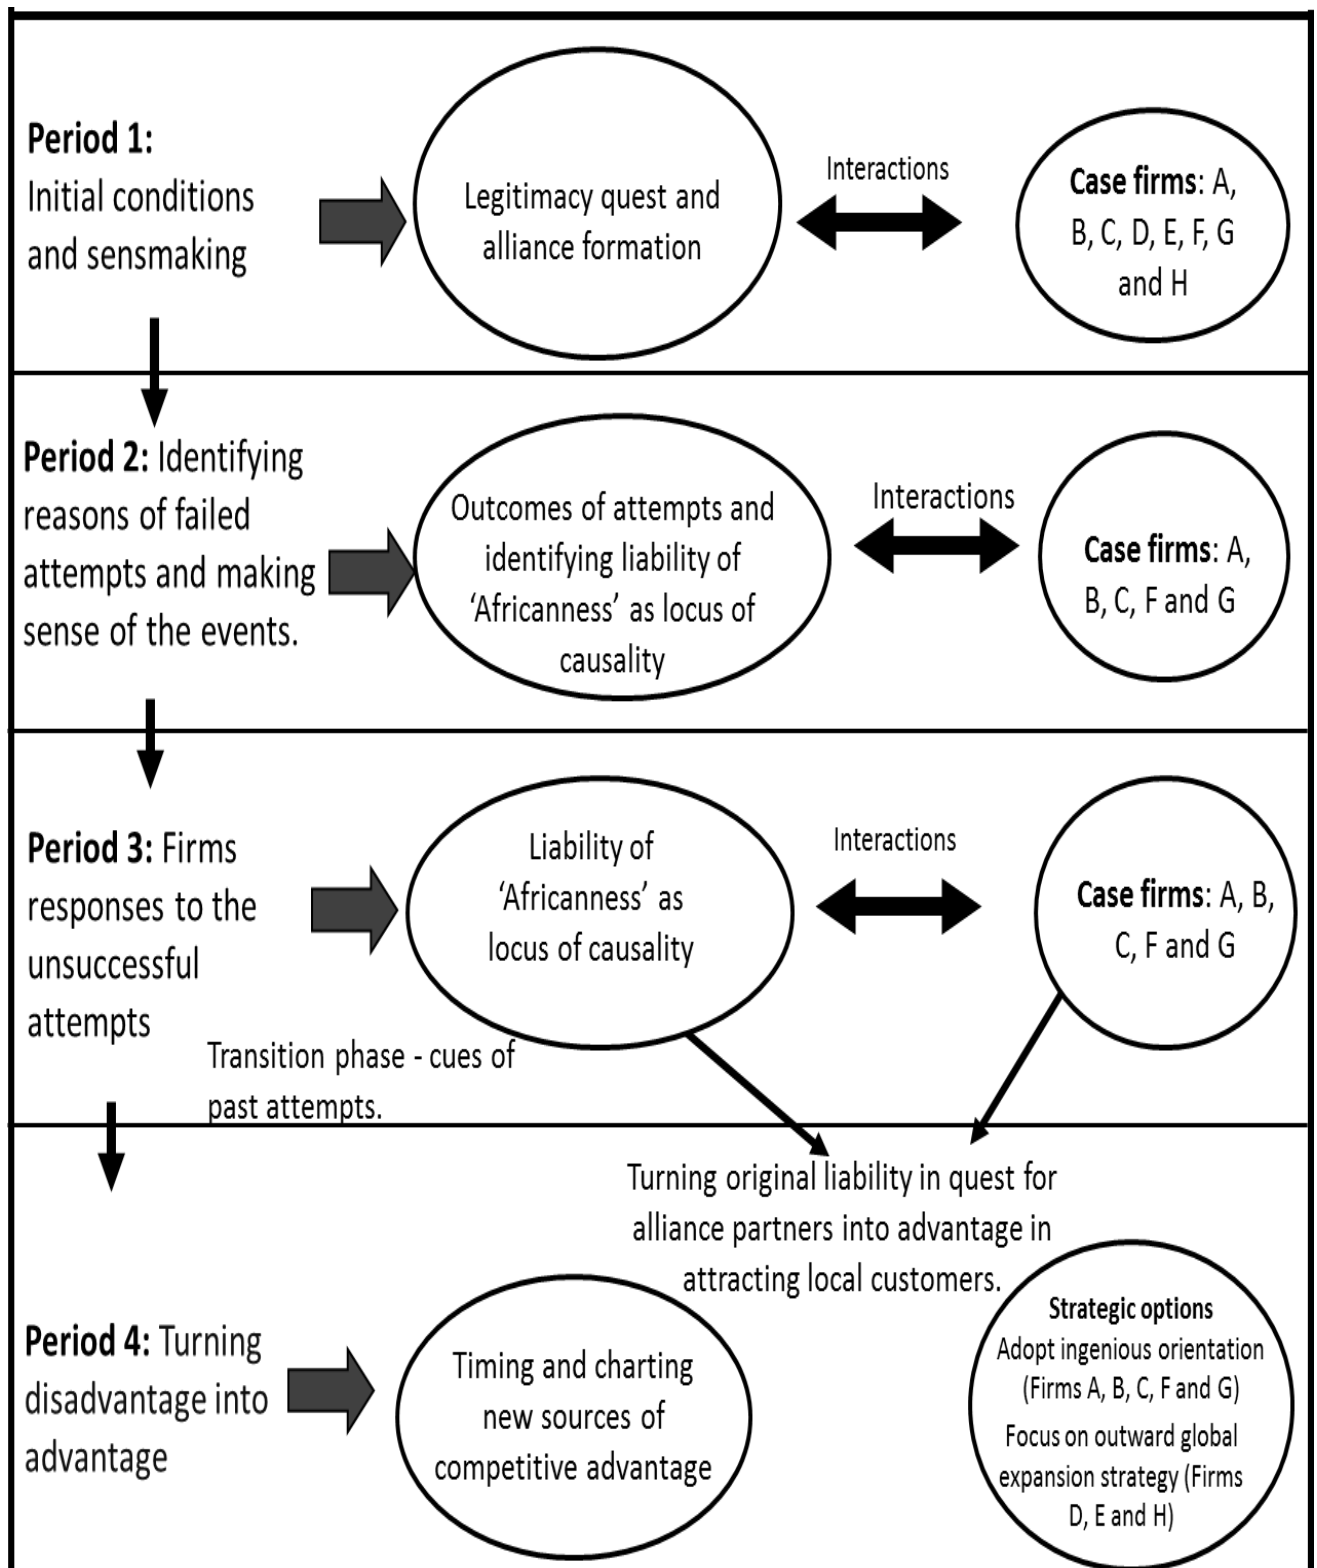 Period 1:
Initial conditions
and sensmaking
Legitimacy quest and
alliance formation
Interactions
Case firms: A,
B, C, D, E, F, G
and H
Period 2: Identifying
reasons of failed
attempts and making
sense of the events.
Outcomes of attempts and
identifying liability of
‘Africanness’ as locus of
causality
Interactions
Case firms: A,
B, C, F and G
Period 3: Firms
responses to the
unsuccessful
attempts
Liability of
‘Africanness’ as
locus of causality
Interactions
Case firms: A, B,
C, F and G
Transition phase - cues of
past attempts.
Turning original liability in quest for
alliance partners into advantage in
attracting local customers.
Period 4: Turning
disadvantage into
advantage
Timing and charting
new sources of
competitive advantage
Strategic options
Adopt ingenious orientation
(Firms A, B, C, F and G)
Focus on outward global
expansion strategy (Firms
D, E and H)